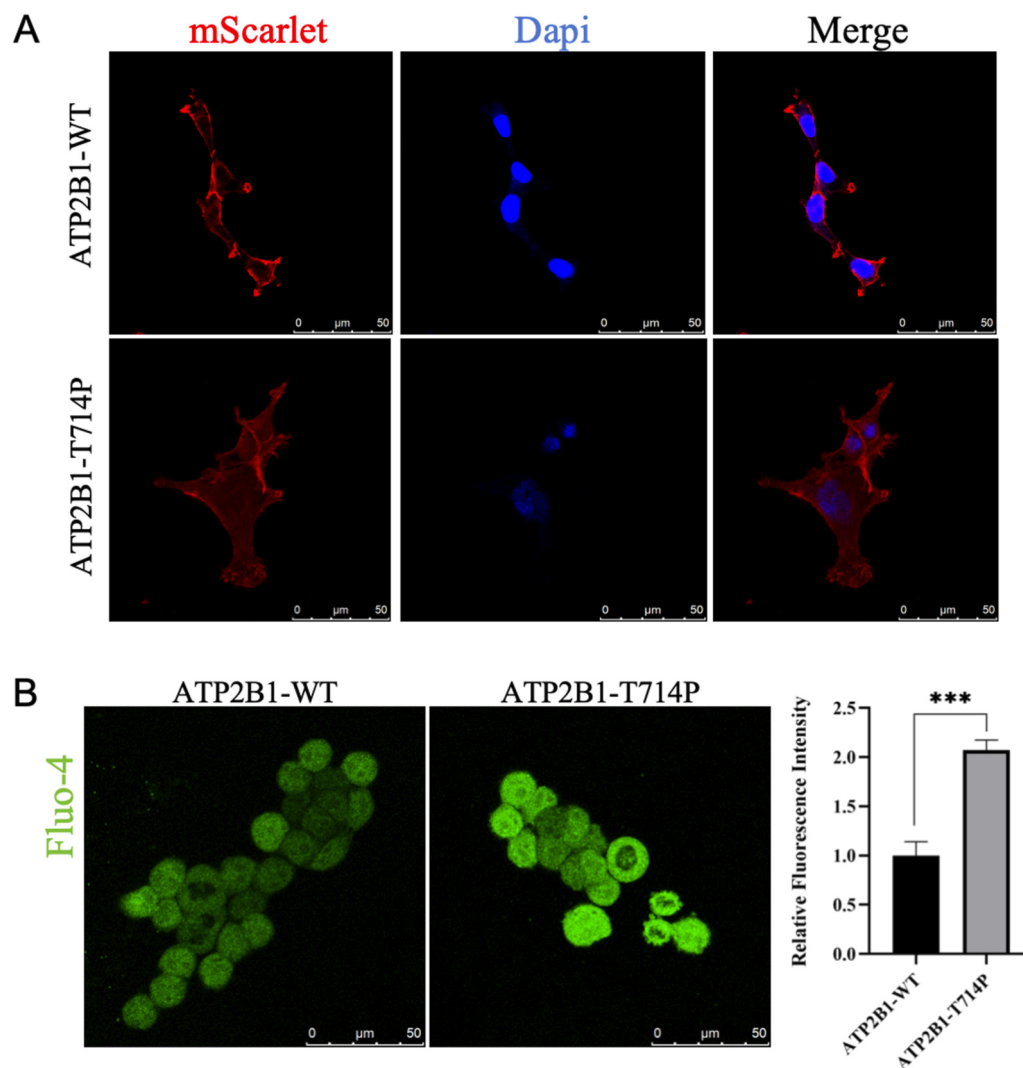 A
mScarlet
Dapi
Merge
ATP2B1-WT
0 µm 50
0 µm 50
0 µm 50
ATP2B1-T714P
0 µm 50
0 µm 50
0 µm 50
B
ATP2B1-WT
ATP2B1-T714P
Fluo-4
0 µm 50
0 µm 50
Relative Fluorescence Intensity
2.5
2.0
1.5
1.0
0.5
0.0
***
ATP2B1-WT
ATP2B1-T714P